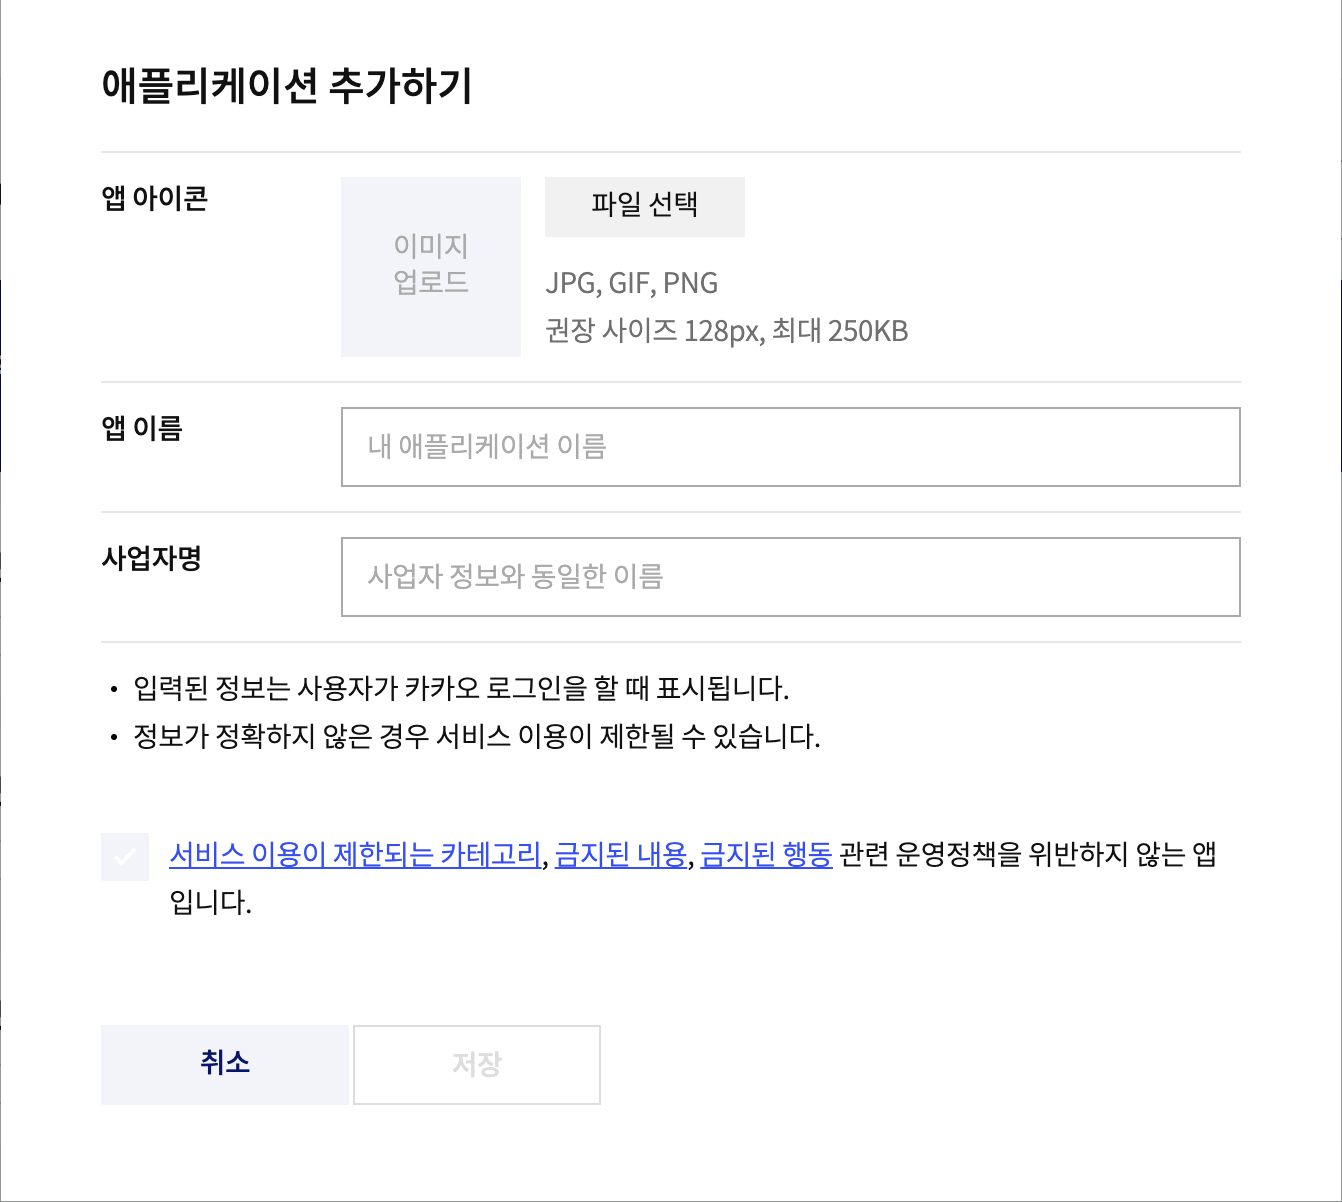 애플리케이션 추가하기
앱 아이콘
이미지
업로드
파일 선택
JPG, GIF, PNG
권장 사이즈 128px, 최대 250KB
앱 이름
내 애플리케이션 이름
사업자명
사업자 정보와 동일한 이름
• 입력된 정보는 사용자가 카카오 로그인을 할 때 표시됩니다.
• 정보가 정확하지 않은 경우 서비스 이용이 제한될 수 있습니다.
서비스 이용이 제한되는 카테고리, 금지된 내용, 금지된 행동 관련 운영정책을 위반하지 않는 앱
입니다.
취소
저장